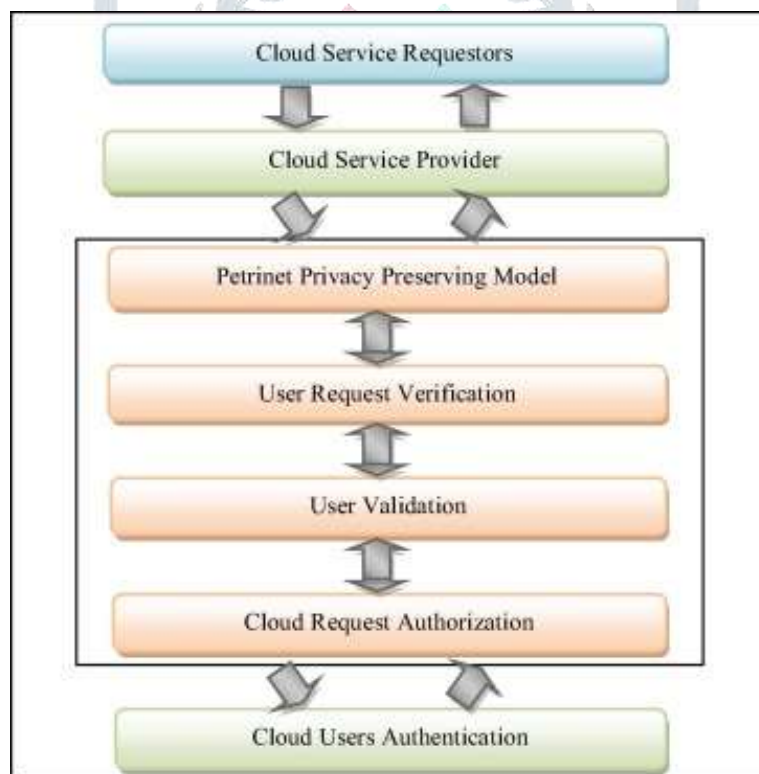 Cloud Service Requestors
Cloud Service Provider
Petrinet Privacy Preserving Model
User Request Verification
User Validation
Cloud Request Authorization
Cloud Users Authentication